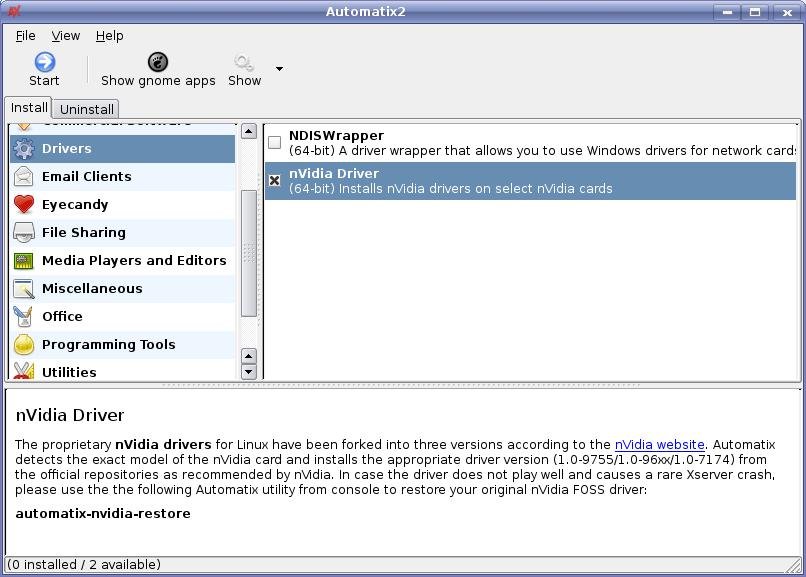 Automatix2
File View Help
Start Show gnome apps Show
Install Uninstall
Commercial Software
Drivers
Email Clients
Eyecandy
File Sharing
Media Players and Editors
Miscellaneous
Office
Programming Tools
Utilities
NDISWrapper
(64-bit) A driver wrapper that allows you to use Windows drivers for network cards
nVidia Driver
(64-bit) Installs nVidia drivers on select nVidia cards
nVidia Driver
The proprietary nVidia drivers for Linux have been forked into three versions according to the nVidia website. Automatix
detects the exact model of the nVidia card and installs the appropriate driver version (1.0-9755/1.0-96xx/1.0-7174) from
the official repositories as recommended by nVidia. In case the driver does not play well and causes a rare Xserver crash,
please use the the following Automatix utility from console to restore your original nVidia FOSS driver:
automatix-nvidia-restore
(0 installed / 2 available)